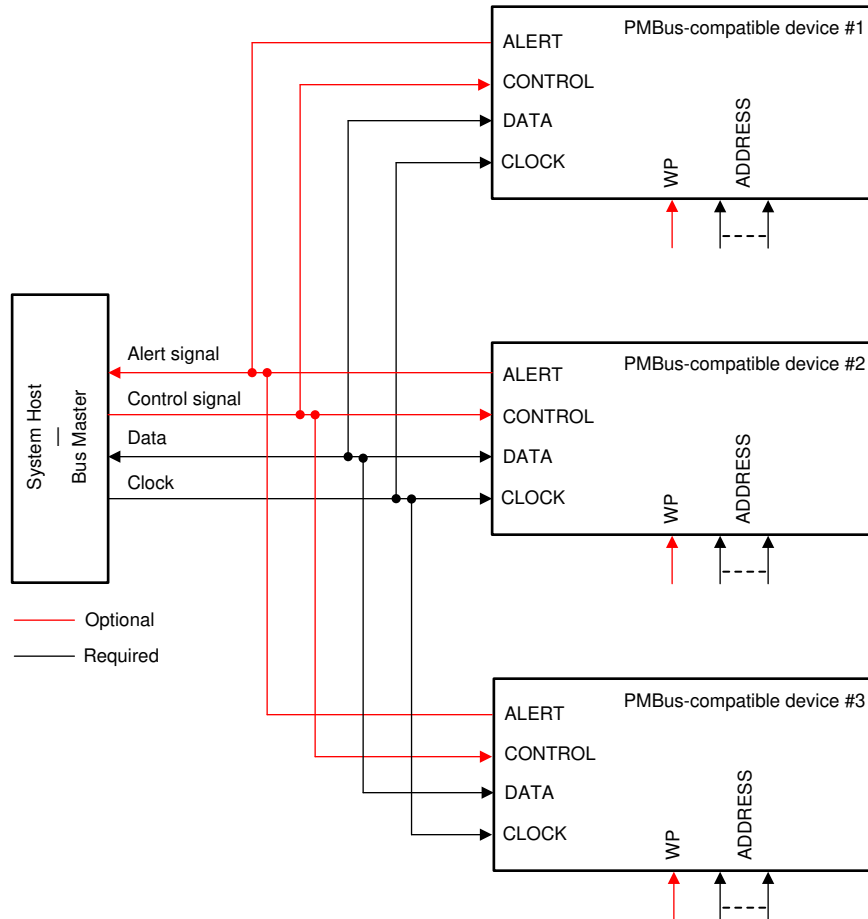 PMBus-compatible device #1
ALERT
CONTROL
DATA
CLOCK
WP
ADDRESS
System Host
—
Bus Master
Alert signal
Control signal
Data
Clock
PMBus-compatible device #2
ALERT
CONTROL
DATA
CLOCK
WP
ADDRESS
Optional
Required
PMBus-compatible device #3
ALERT
CONTROL
DATA
CLOCK
WP
ADDRESS